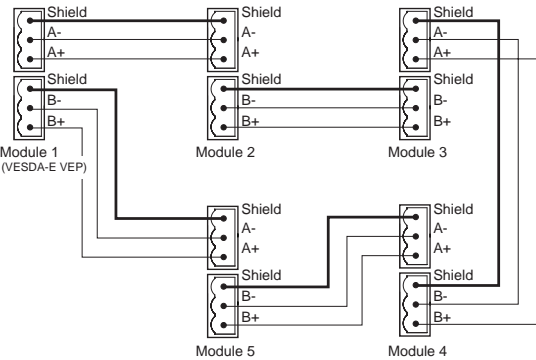 Shield
A-
A+
Shield
B-
B+
Module 1
(VESDA-E VEP)
Shield
A-
A+
Shield
B-
B+
Module 2
Shield
A-
A+
Shield
B-
B+
Module 3
Shield
A-
A+
Shield
B-
B+
Module 5
Shield
A-
A+
Shield
B-
B+
Module 4